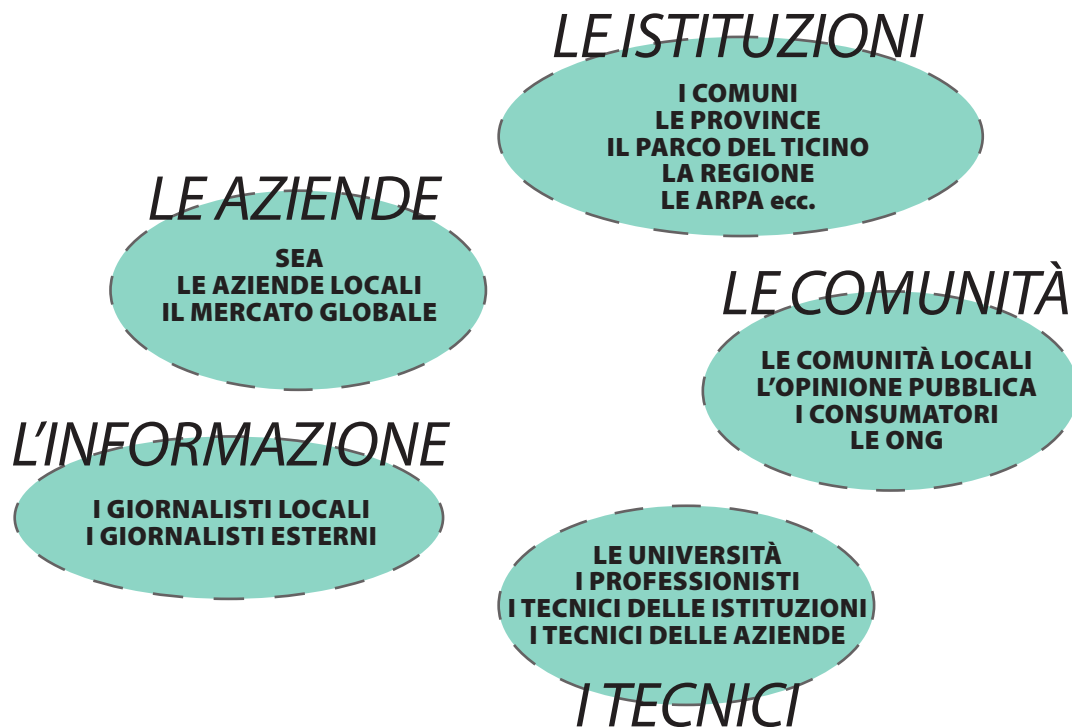 LE ISTITUZIONI
I COMUNI
LE PROVINCE
IL PARCO DEL TICINO
LA REGIONE
LE ARPA ecc.
LE AZIENDE
SEA
LE AZIENDE LOCALI
IL MERCATO GLOBALE
LE COMUNITÀ
LE COMUNITÀ LOCALI
L’OPINIONE PUBBLICA
I CONSUMATORI
LE ONG
L’INFORMAZIONE
I GIORNALISTI LOCALI
I GIORNALISTI ESTERNI
LE UNIVERSITÀ
I PROFESSIONISTI
I TECNICI DELLE ISTITUZIONI
I TECNICI DELLE AZIENDE
I TECNICI